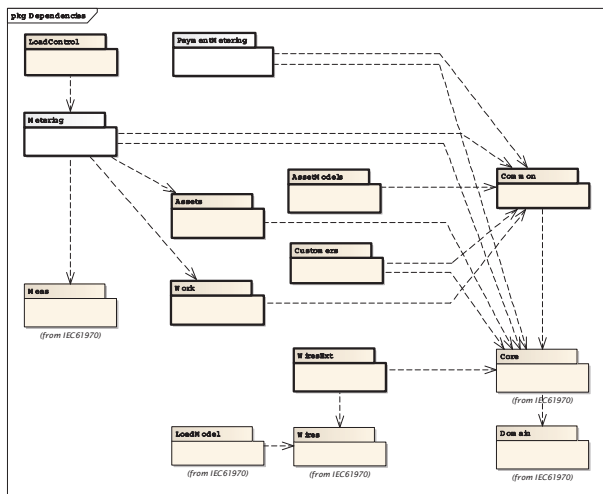 pkg Dependencies
LoadControl
PaymentMetering
Metering
AssetModels
Common
Assets
Customers
Meas
(from IEC61970)
Work
WiresExt
Core
(from IEC61970)
LoadModel
(from IEC61970)
Wires
(from IEC61970)
Domain
(from IEC61970)